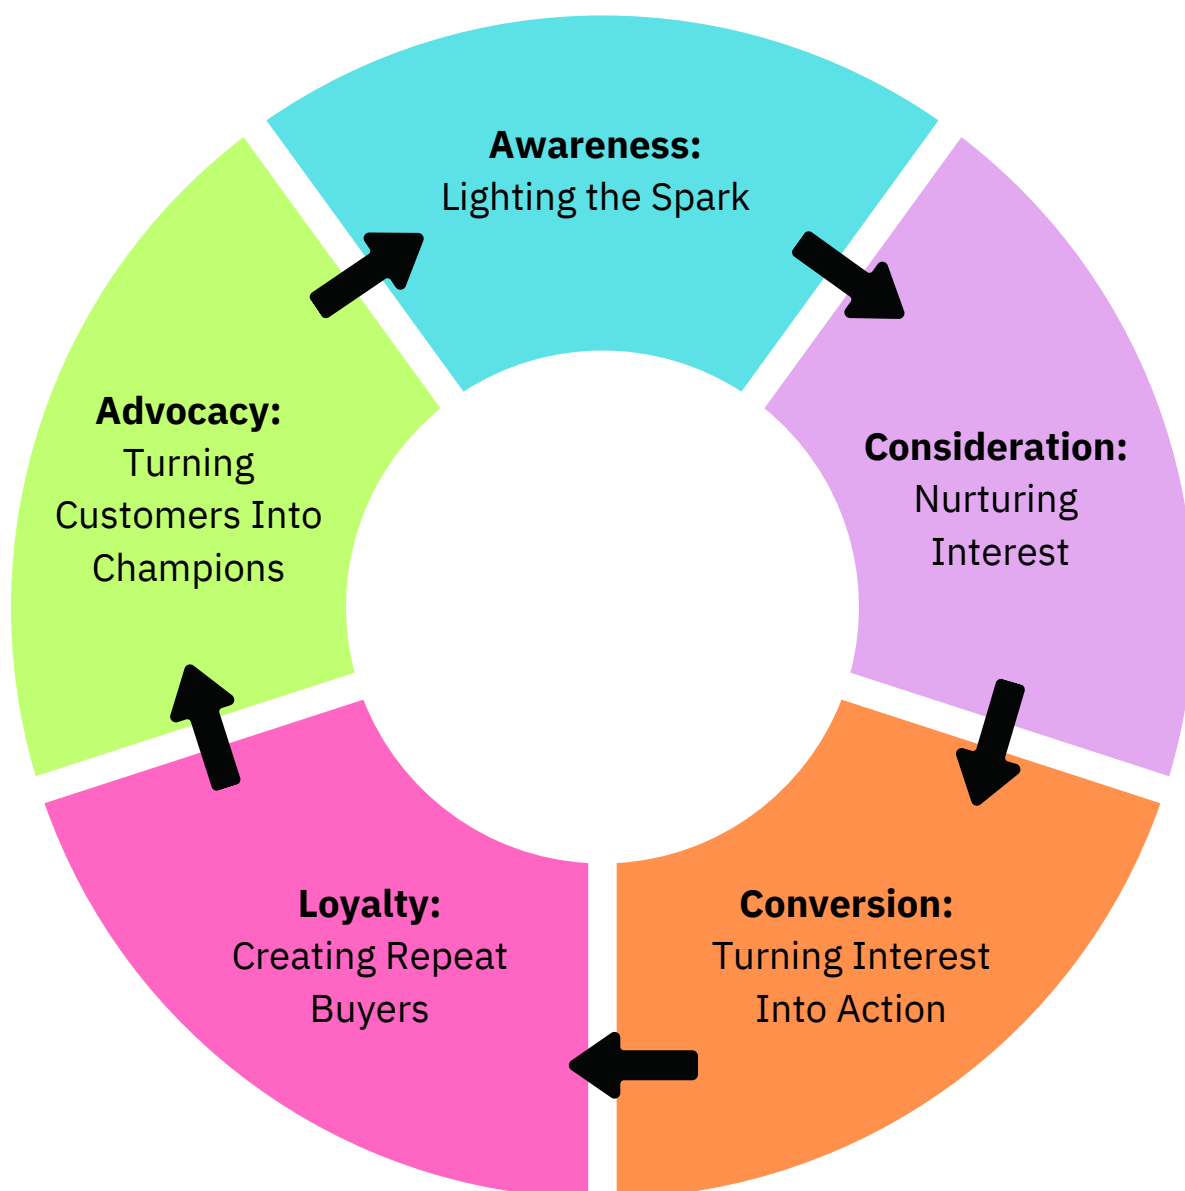 Awareness:
Lighting the Spark
Consideration:
Nurturing
Interest
Conversion:
Turning Interest
Into Action
Loyalty:
Creating Repeat
Buyers
Advocacy:
Turning
Customers Into
Champions